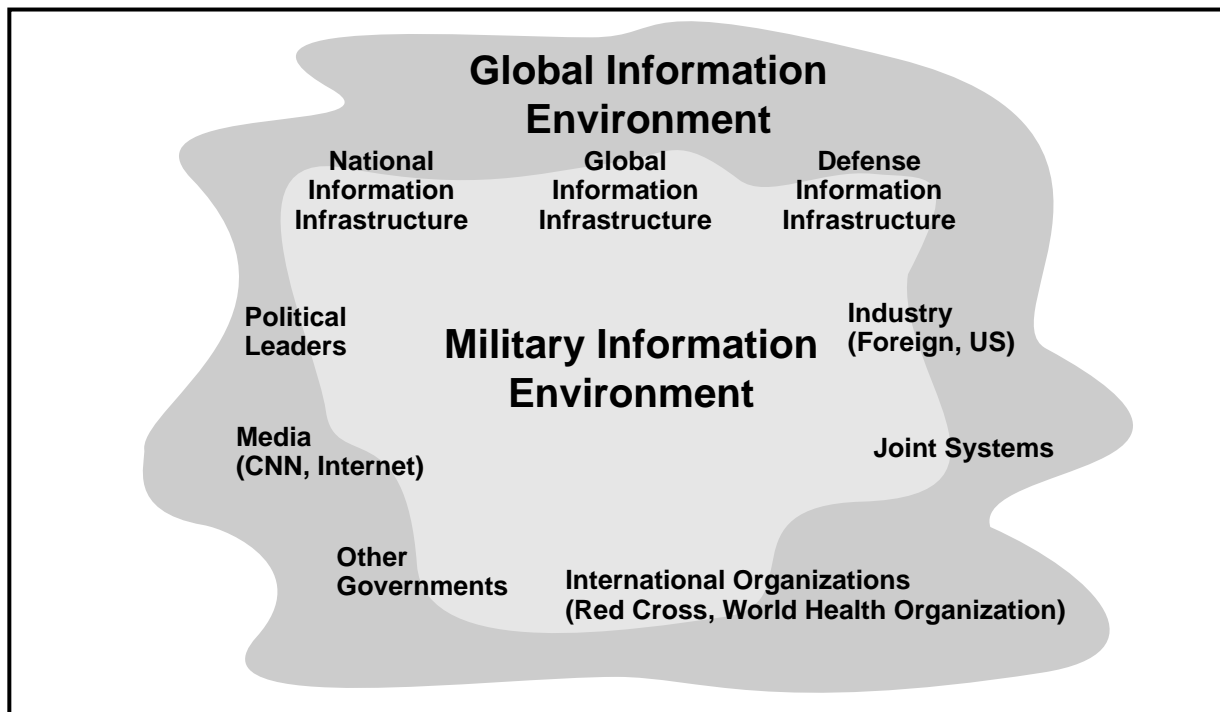 Global Information
Environment
National
Information
Infrastructure
Global
Information
Infrastructure
Defense
Information
Infrastructure
Political
Leaders
Military Information
Environment
Industry
(Foreign, US)
Media
(CNN, Internet)
Joint Systems
Other
Governments
International Organizations
(Red Cross, World Health Organization)